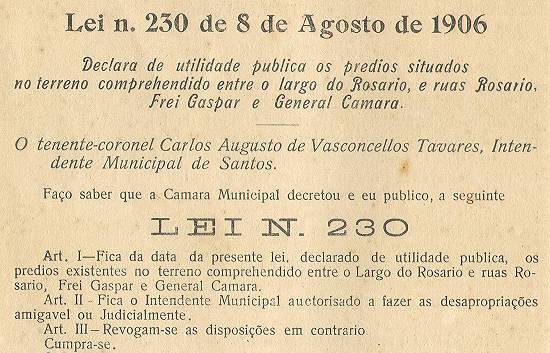 Lei n. 230 de 8 de Agosto de 1906
Declara de utilidade publica os predios situados
no terreno comprehendido entre o largo do Rosario, e ruas Rosario,
Frei Gaspar e General Camara.
O tenente-coronel Carlos Augusto de Vasconcellos Tavares, Inten-
dente Municipal de Santos.
Faço saber que a Camara Municipal decretou e eu publico, a seguinte
LEI N. 230
Art. I—Fica da data da presente lei, declarado de utilidade publica, os
predios existentes no terreno comprehendido entre o Largo do Rosario e ruas Ro-
sario, Frei Gaspar e General Camara.
Art. II - Fica o Intendente Municipal auctorisado a fazer as desapropriações
amigavel ou Judicialmente.
Art. III—Revogam-se as disposições em contrario
Cumpra-se.